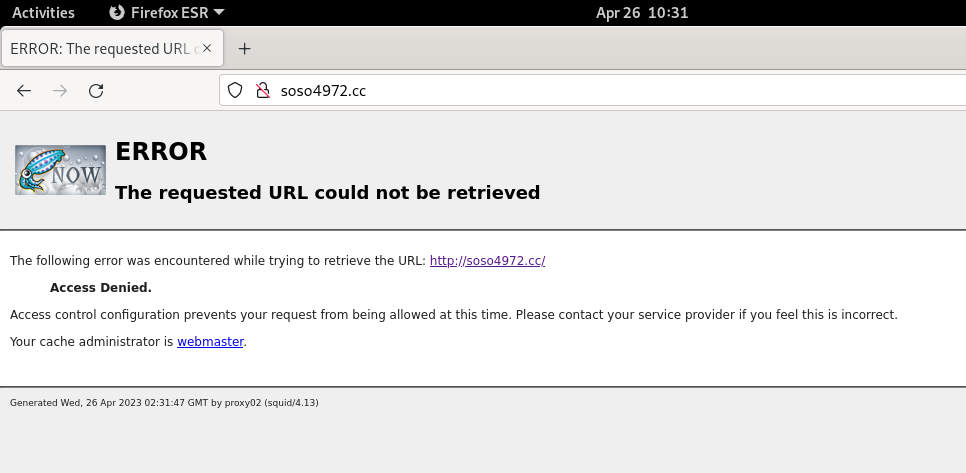 Activities Firefox ESR Apr 26 10:31
ERROR: The requested URL
soso4972.cc
NOW
ERROR
The requested URL could not be retrieved
The following error was encountered while trying to retrieve the URL: http://soso4972.cc/
Access Denied.
Access control configuration prevents your request from being allowed at this time. Please contact your service provider if you feel this is incorrect.
Your cache administrator is webmaster.
Generated Wed, 26 Apr 2023 02:31:47 GMT by proxy02 (squid/4.13)